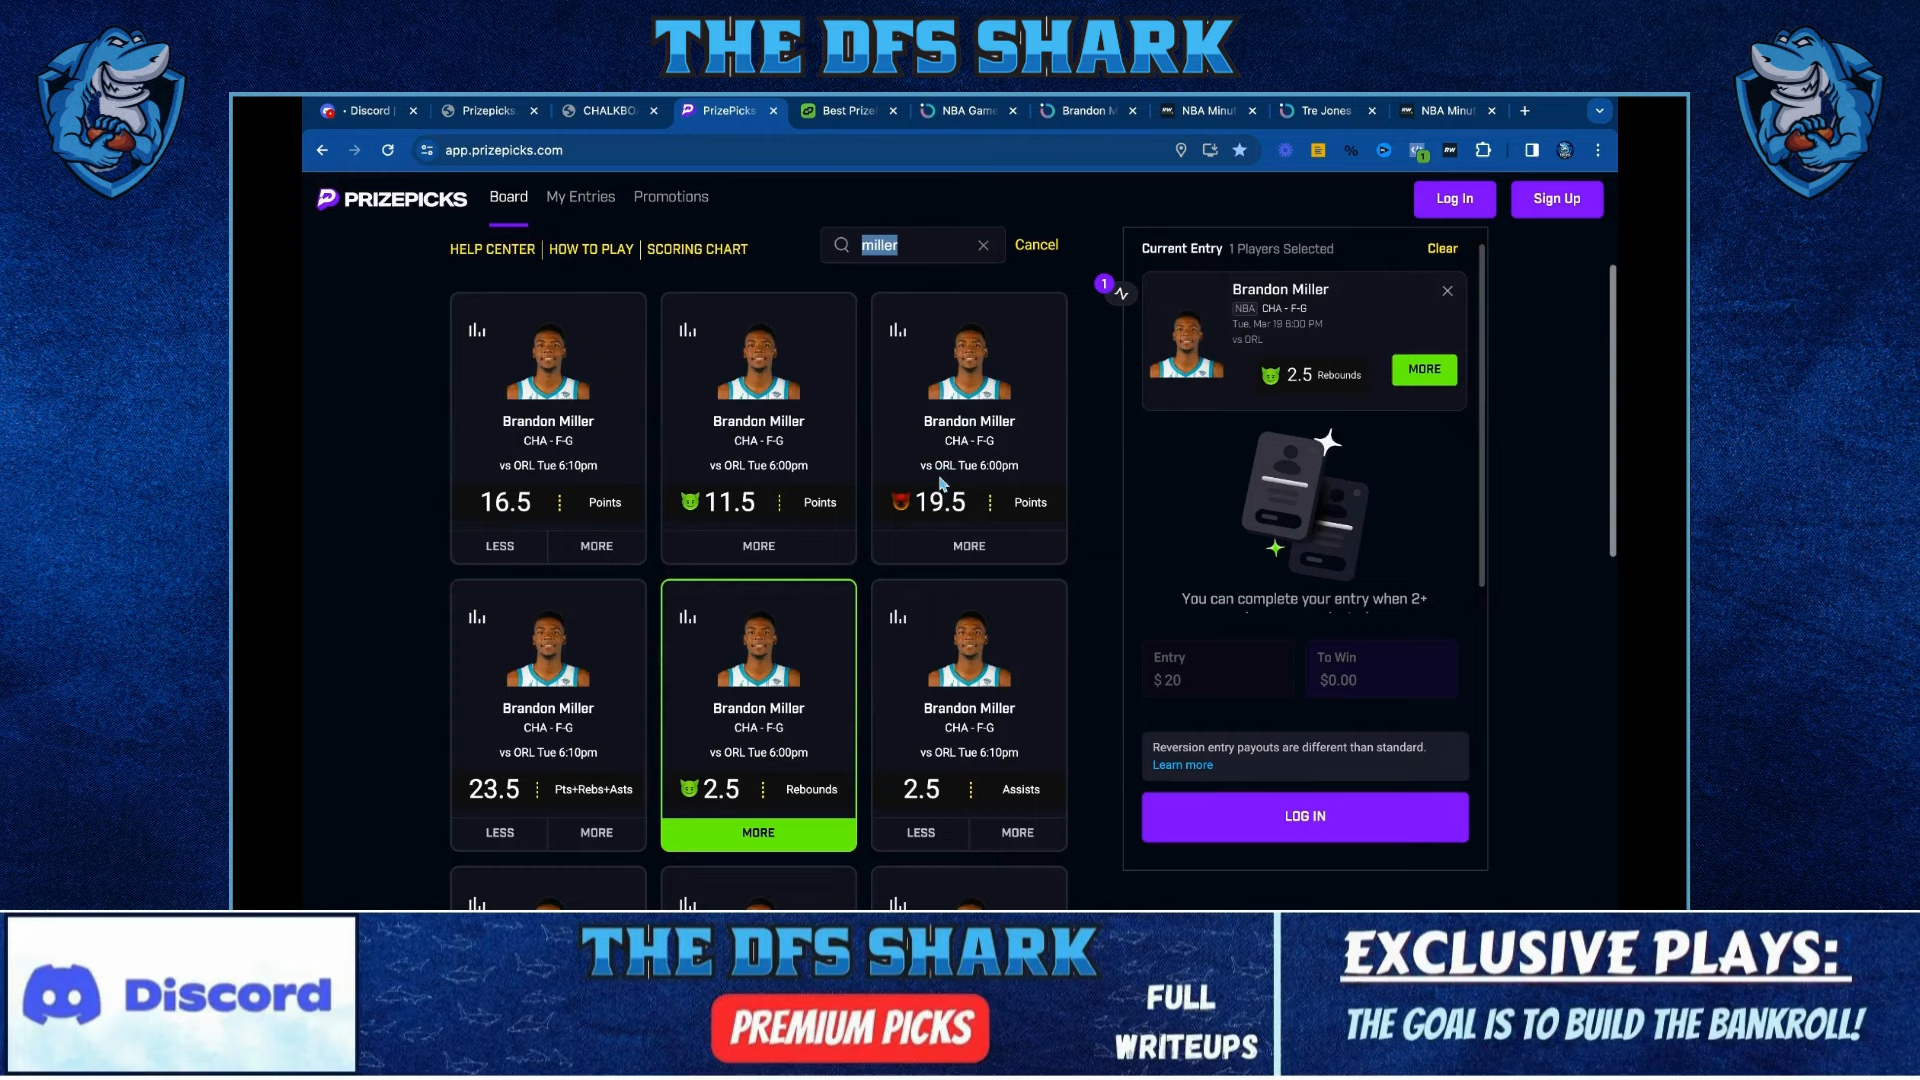 THE DFS SHARK
Discord |
Prizepicks
CHALKBO
PrizePicks
Best Prize
NBA Game
Brandon M
NBA Minut
Tre Jones
NBA Minut
app.prizepicks.com
1
PRIZEPICKS
Board
My Entries
Promotions
Log In
Sign Up
HELP CENTER | HOW TO PLAY | SCORING CHART
miller
Cancel
Brandon Miller
CHA - F-G
vs ORL Tue 6:10pm
16.5 Points
LESS MORE
Brandon Miller
CHA - F-G
vs ORL Tue 6:00pm
11.5 Points
MORE
Brandon Miller
CHA - F-G
vs ORL Tue 6:00pm
19.5 Points
MORE
Brandon Miller
CHA - F-G
vs ORL Tue 6:10pm
23.5 Pts+Rebs+Asts
LESS MORE
Brandon Miller
CHA - F-G
vs ORL Tue 6:00pm
2.5 Rebounds
MORE
Brandon Miller
CHA - F-G
vs ORL Tue 6:10pm
2.5 Assists
LESS MORE
1
Current Entry 1 Players Selected Clear
Brandon Miller
NBA CHA - F-G
Tue, Mar 19 6:00 PM
vs ORL
2.5 Rebounds
MORE
You can complete your entry when 2+
Entry
$ 20
To Win
$0.00
Reversion entry payouts are different than standard.
Learn more
LOG IN
Discord
THE DFS SHARK
PREMIUM PICKS
FULL
WRITEUPS
EXCLUSIVE PLAYS:
THE GOAL IS TO BUILD THE BANKROLL!